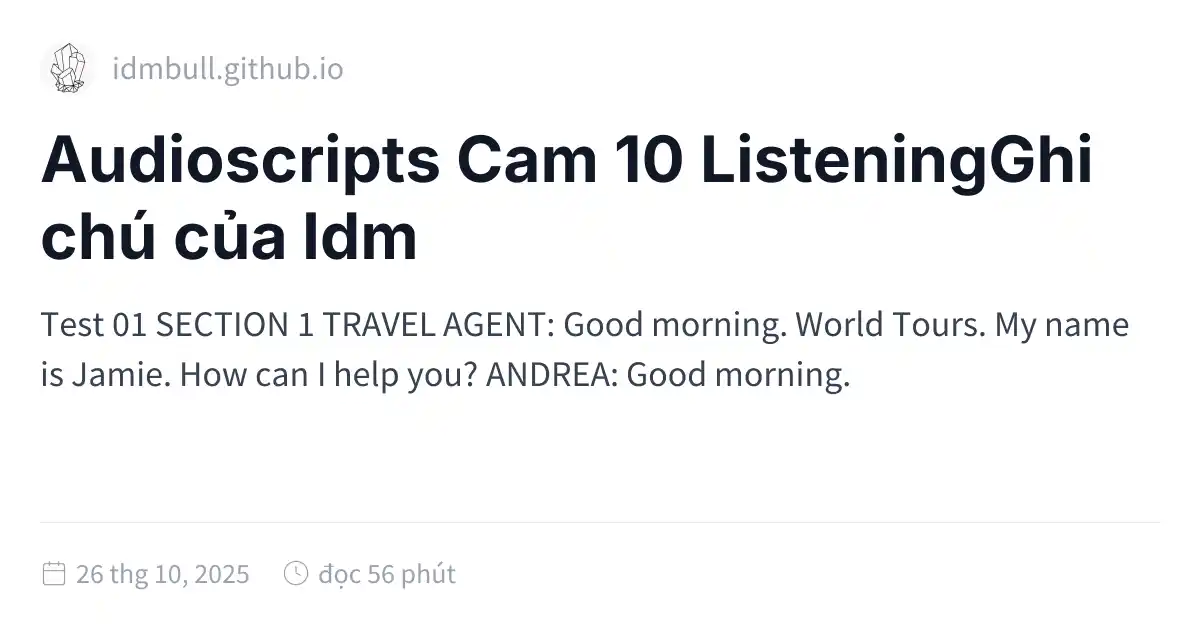 idmbull.github.io
Audioscripts Cam 10 ListeningGhi
chú của Idm
Test 01 SECTION 1 TRAVEL AGENT: Good morning. World Tours. My name
is Jamie. How can I help you? ANDREA: Good morning.
26 thg 10, 2025 đọc 56 phút